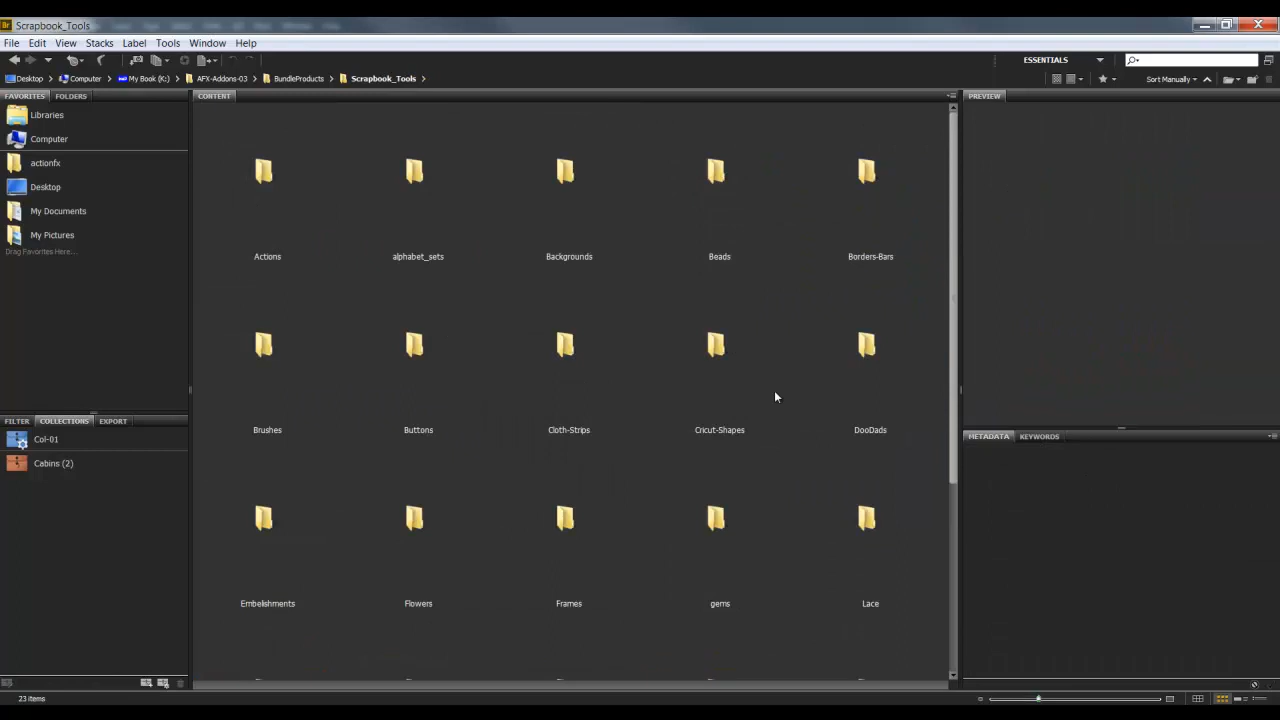 Br Scrapbook_Tools
File Edit View Stacks Label Tools Window Help
ESSENTIALS
Desktop Computer My Book (K:) AFX-Addons-03 BundleProducts Scrapbook_Tools
Sort Manually
FAVORITES FOLDERS
CONTENT
PREVIEW
Libraries
Computer
actionfx
Desktop
My Documents
My Pictures
Drag Favorites Here...
Actions alphabet_sets Backgrounds Beads Borders-Bars
Brushes Buttons Cloth-Strips Cricut-Shapes DooDads
Embelishments Flowers Frames gems Lace
FILTER COLLECTIONS EXPORT
Col-01
Cabins (2)
METADATA KEYWORDS
23 items